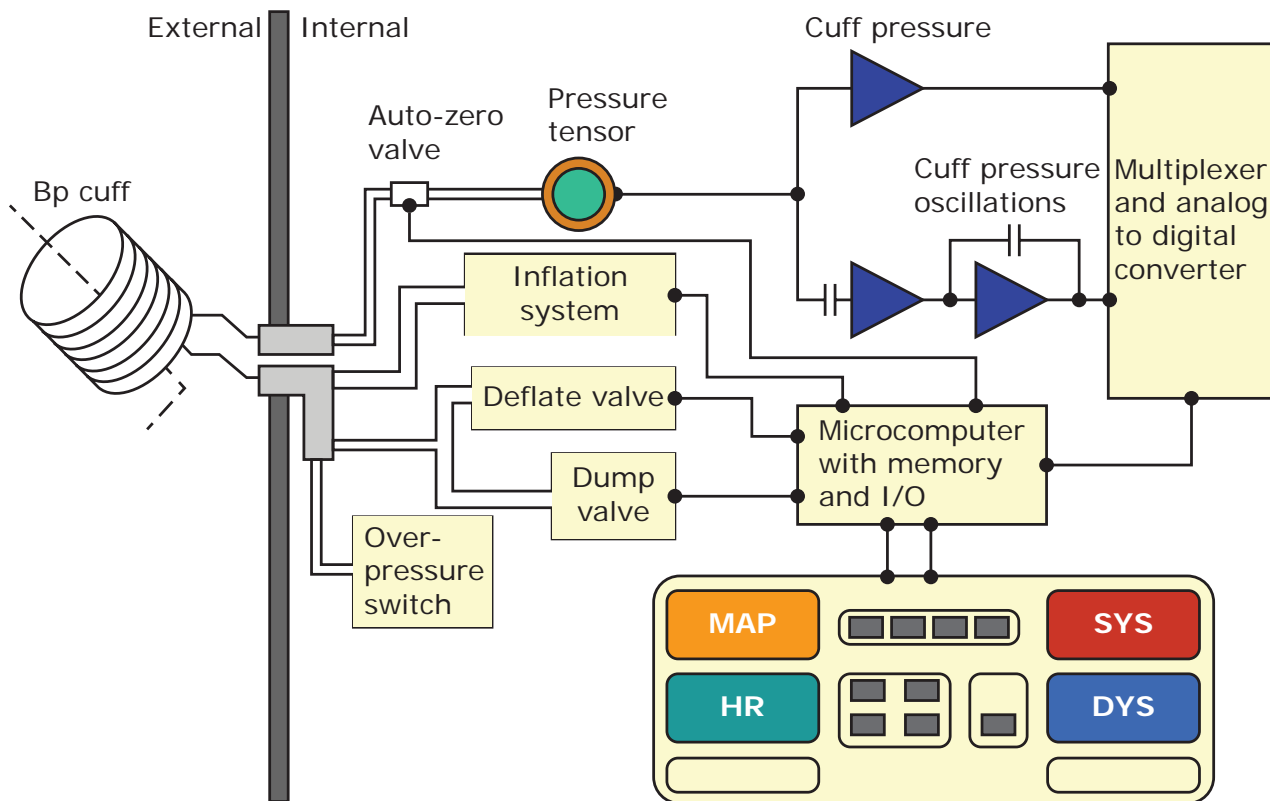 External
Internal
Cuff pressure
Auto-zero
valve
Pressure
tensor
Bp cuff
Cuff pressure
oscillations
Multiplexer
and analog
to digital
converter
Inflation
system
Deflate valve
Dump
valve
Over-
pressure
switch
Microcomputer
with memory
and I/O
MAP
SYS
HR
DYS